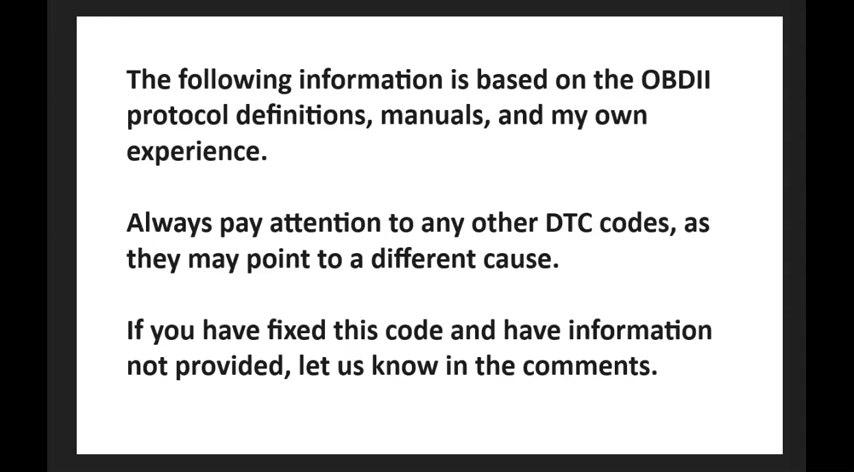 The following information is based on the OBDII
protocol definitions, manuals, and my own
experience.
Always pay attention to any other DTC codes, as
they may point to a different cause.
If you have fixed this code and have information
not provided, let us know in the comments.